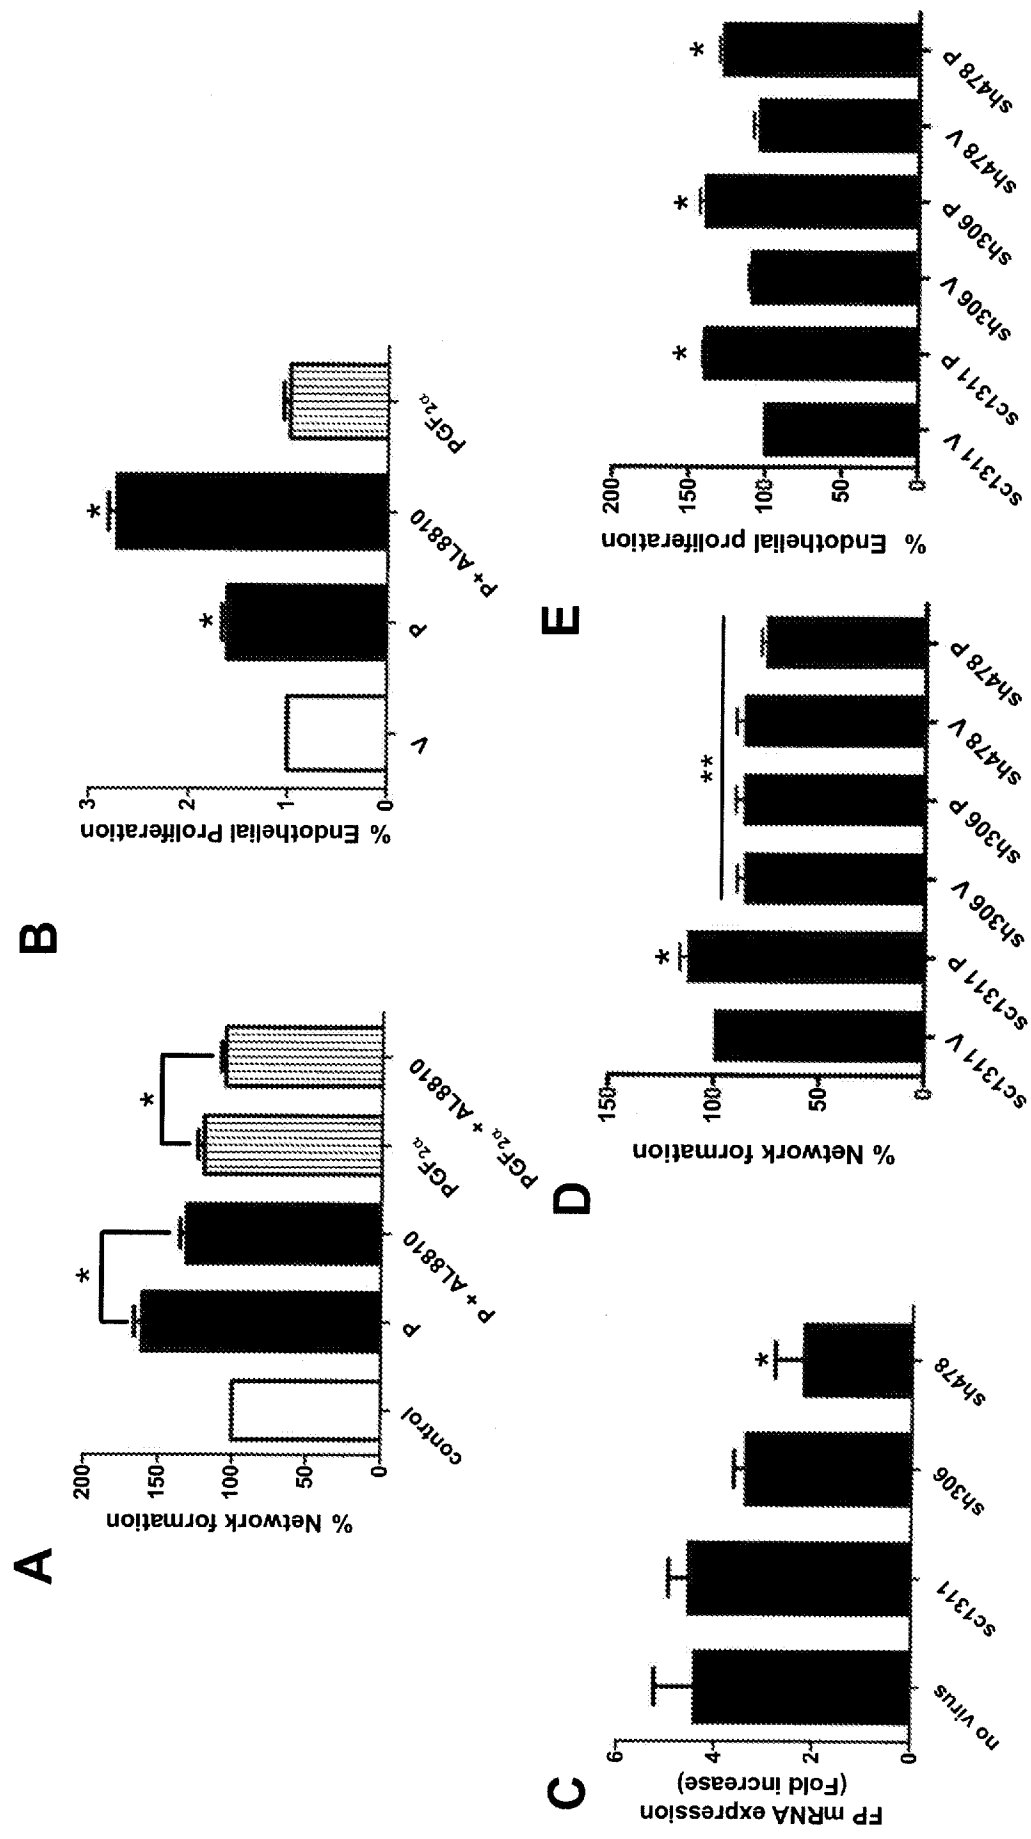 A
% Network formation
200
150
100
50
0
*
*
control
P
P+ AL8810
PGF2α
PGF2α + AL8810
B
% Endothelial Proliferation
3
2
1
0
*
*
V
P
P+ AL8810
PGF2α
C
FP mRNA expression
(Fold increase)
6
4
2
0
*
no virus
sc1311
sh306
sh478
D
% Network formation
150
100
50
0
*
**
sc1311 V
sc1311 P
sh306 V
sh306 P
sh478 V
sh478 P
E
% Endothelial proliferation
200
150
100
50
0
*
*
*
sc1311 V
sc1311 P
sh306 V
sh306 P
sh478 V
sh478 P